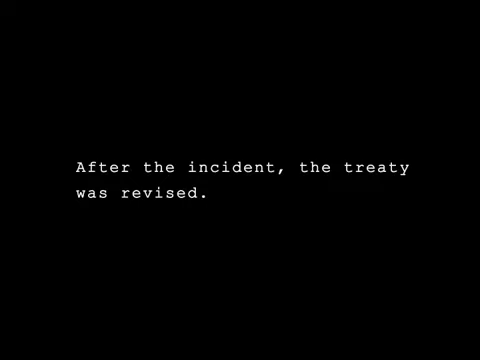 After the incident, the treaty
was revised.